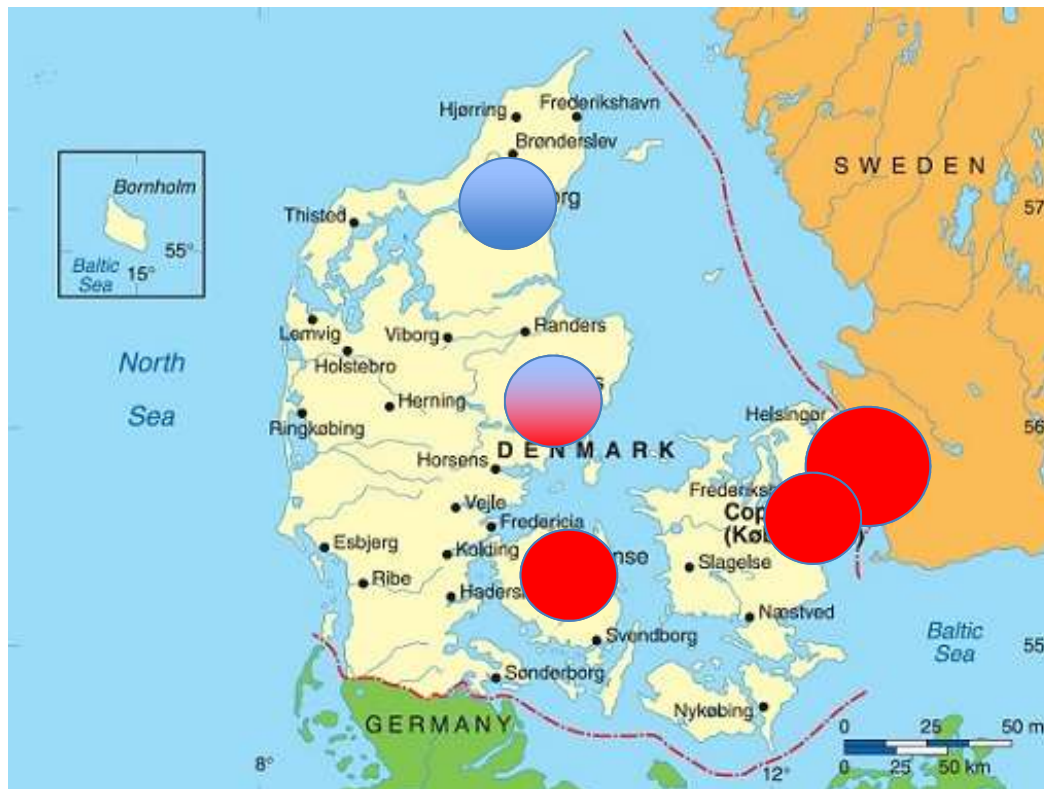 Hjørring
Frederikshavn
Brønderslev
SWEDEN
Bornholm
Thisted
57
55°
Baltic
15°
Sea
Lemvig
Viborg
Randers
Holstebro
North
Sea
Herning
Ringkøbing
Helsingør
56
DENMARK
Horsens
Vejle
Fredericia
Esbjerg
Kolding
Slagelse
Ribe
Næstved
Svendborg
Baltic
Sea
55
Sønderborg
Nykøbing
GERMANY
0 25 50 m
8°
12°
0 25 50 km